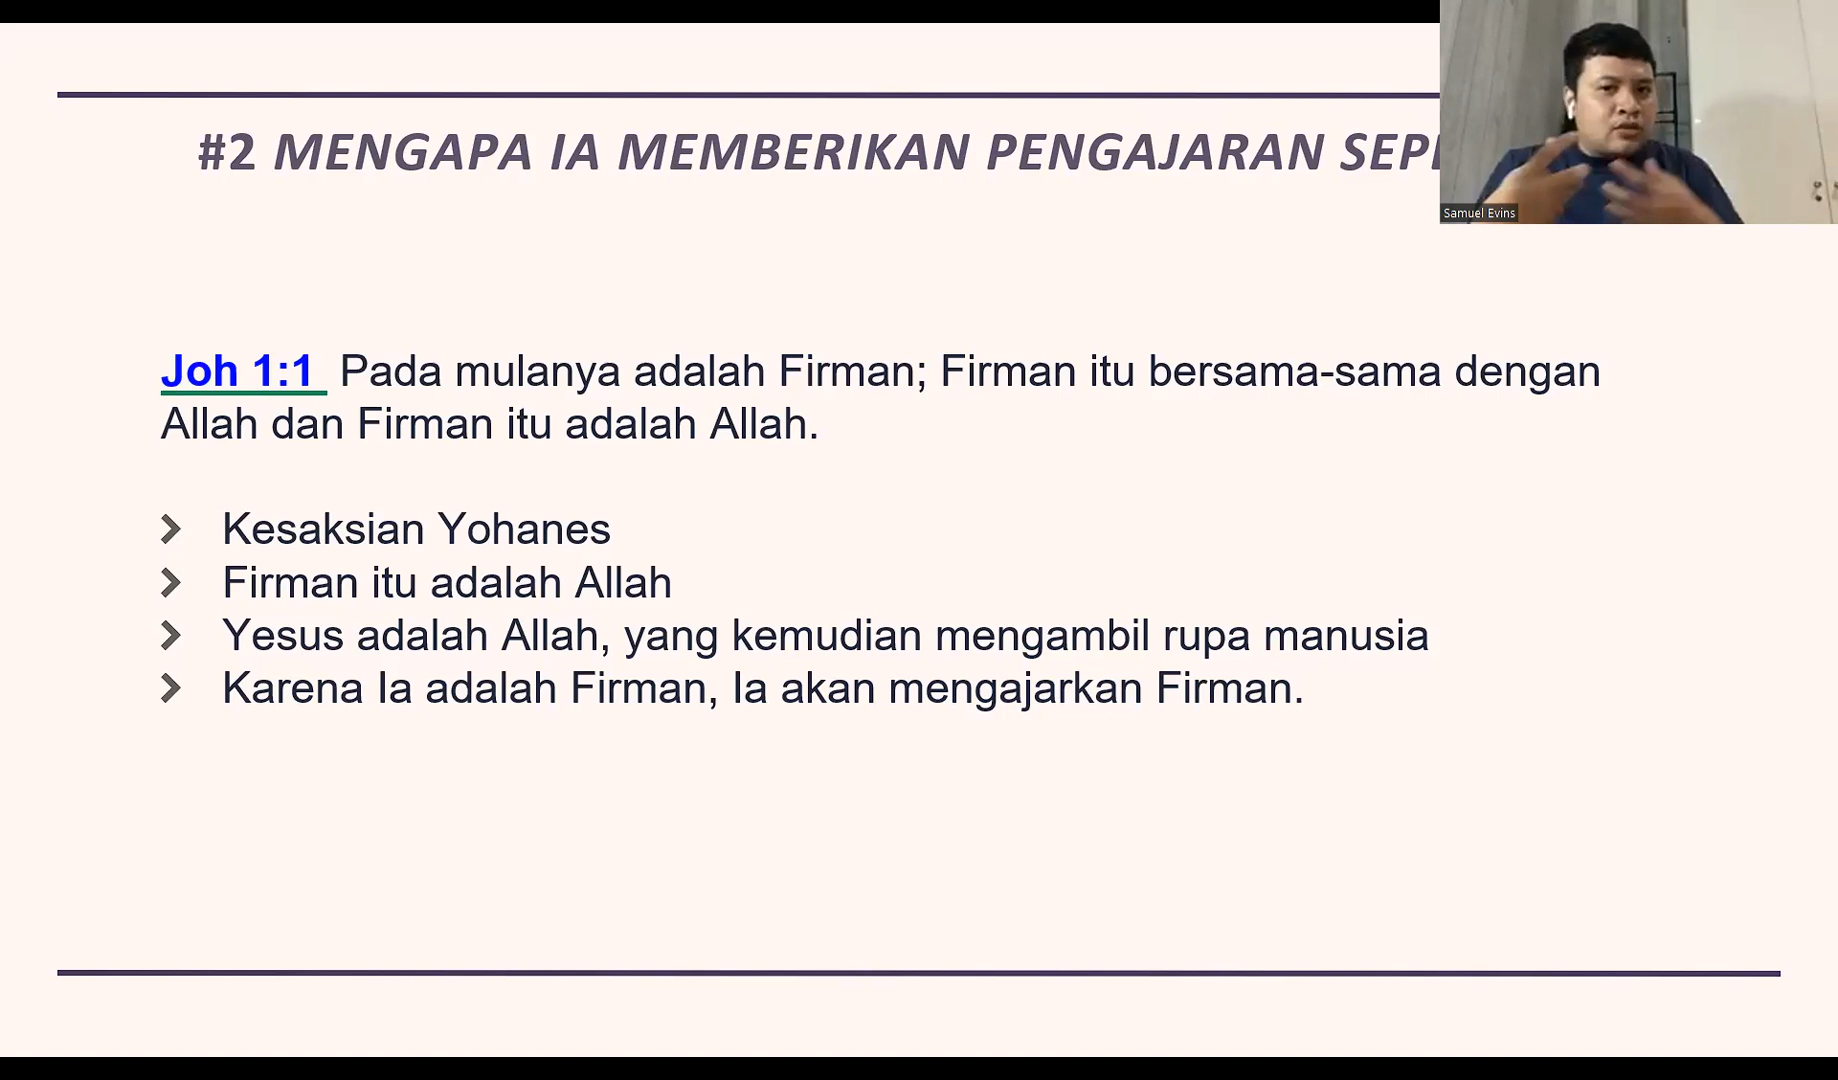 #2 MENGAPA IA MEMBERIKAN PENGAJARAN
Samuel Evins
Joh 1:1 Pada mulanya adalah Firman; Firman itu bersama-sama dengan
Allah dan Firman itu adalah Allah.
Kesaksian Yohanes
Firman itu adalah Allah
Yesus adalah Allah, yang kemudian mengambil rupa manusia
Karena Ia adalah Firman, Ia akan mengajarkan Firman.